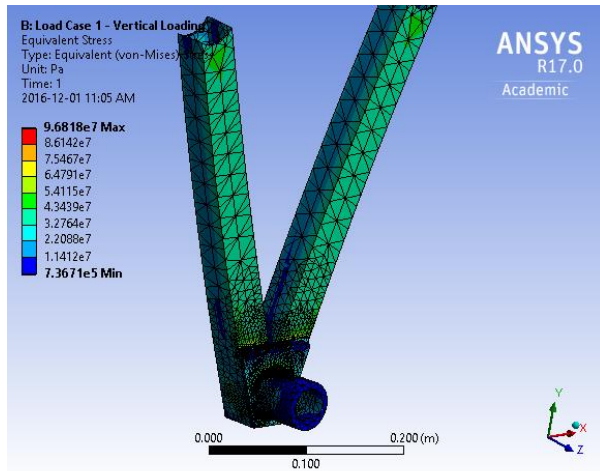 B: Load Case 1 - Vertical Loading
Equivalent Stress
Type: Equivalent (von-Mises)
Unit: Pa
Time: 1
2016-12-01 11:05 AM
9.6818e7 Max
8.6142e7
7.5467e7
6.4791e7
5.4115e7
4.3439e7
3.2764e7
2.2088e7
1.1412e7
7.3671e5 Min
ANSYS
R17.0
Academic
0.000
0.200 (m)
0.100
Y
X
Z